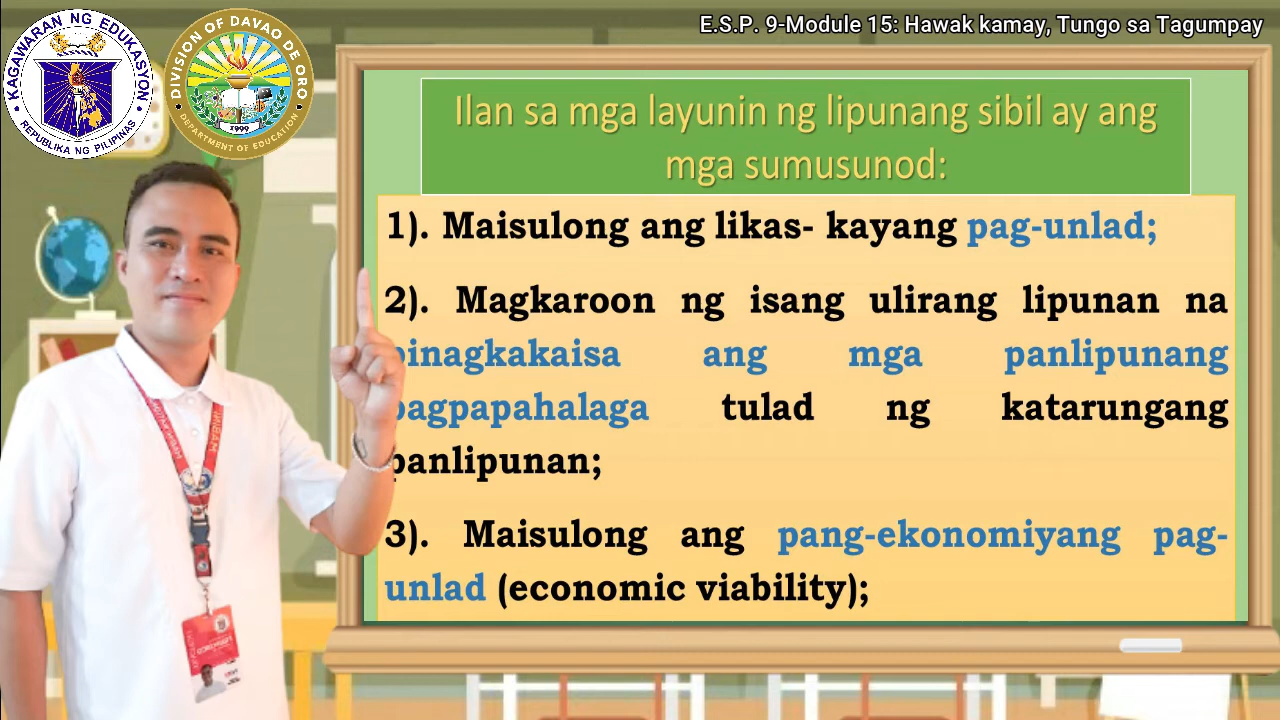 E.S.P. 9-Module 15: Hawak kamay, Tungo sa Tagumpay
KAGAWARAN NG EDUKASYON
REPUBLIKA NG PILIPINAS
DIVISION OF DAVAO DE ORO
1999
DEPARTMENT OF EDUCATION
Ilan sa mga layunin ng lipunang sibil ay ang
mga sumusunod:
1). Maisulong ang likas- kayang pag-unlad;
2). Magkaroon ng isang ulirang lipunan na
pinagkakaisa ang mga panlipunang
pagpapahalaga tulad ng katarungang
panlipunan;
3). Maisulong ang pang-ekonomiyang pag-
unlad (economic viability);